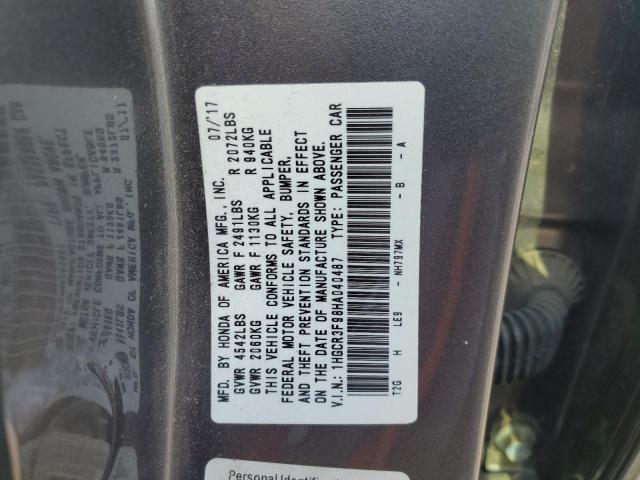 MFD. BY HONDA OF AMERICA MFG., INC. 07/'17
GVWR 4542LBS GAWR F 2491LBS R 2072LBS
GVWR 2060KG GAWR F 1130KG R 940KG
THIS VEHICLE CONFORMS TO ALL APPLICABLE
FEDERAL MOTOR VEHICLE SAFETY, BUMPER,
AND THEFT PREVENTION STANDARDS IN EFFECT
ON THE DATE OF MANUFACTURE SHOWN ABOVE.
V.I.N.: 1HGCR3F98HA040487 TYPE: PASSENGER CAR
T2G H LE9 - NH797MX - B - A
Personal Identification